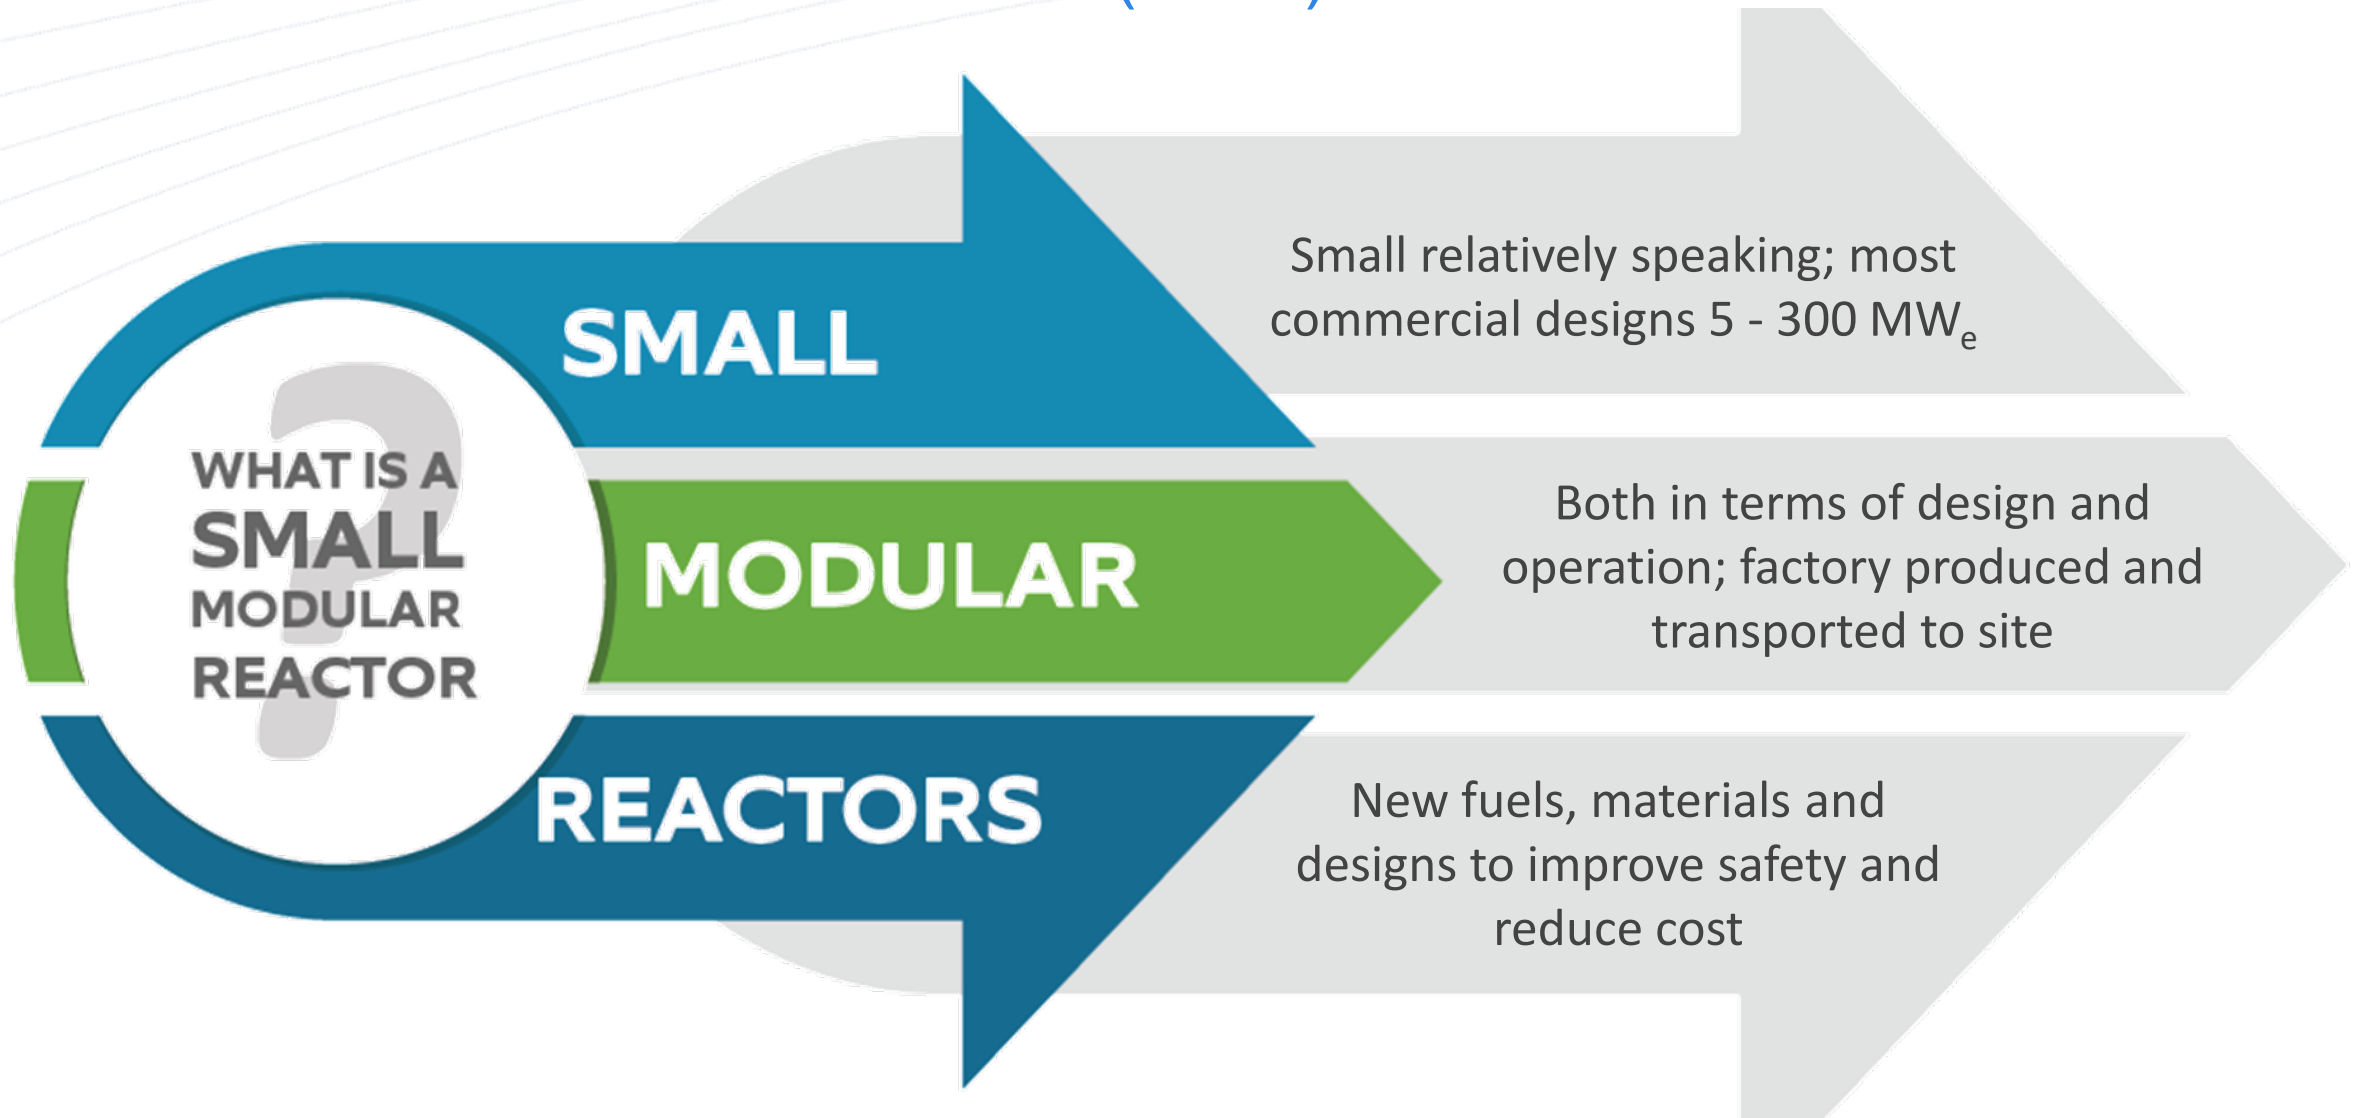 WHAT IS A
SMALL
MODULAR
REACTOR
?
SMALL
Small relatively speaking; most
commercial designs 5 - 300 MWe
MODULAR
Both in terms of design and
operation; factory produced and
transported to site
REACTORS
New fuels, materials and
designs to improve safety and
reduce cost